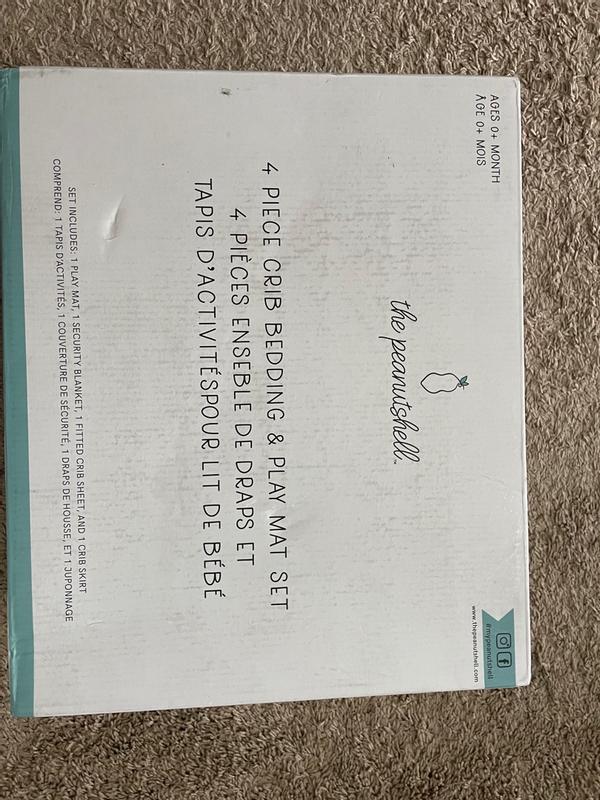 AGES 0+ MONTH
ÂGE 0+ MOIS
#mypeanutshell
www.thepeanutshell.com
the peanutshell.™
4 PIECE CRIB BEDDING & PLAY MAT SET
4 PIÈCES ENSEBLE DE DRAPS ET
TAPIS D'ACTIVITÉSPOUR LIT DE BÉBÉ
SET INCLUDES: 1 PLAY MAT, 1 SECURITY BLANKET, 1 FITTED CRIB SHEET, AND 1 CRIB SKIRT
COMPREND: 1 TAPIS D'ACTIVITÉS, 1 COUVERTURE DE SÉCURITÉ, 1 DRAPS DE HOUSSE, ET 1 JUPONNAGE